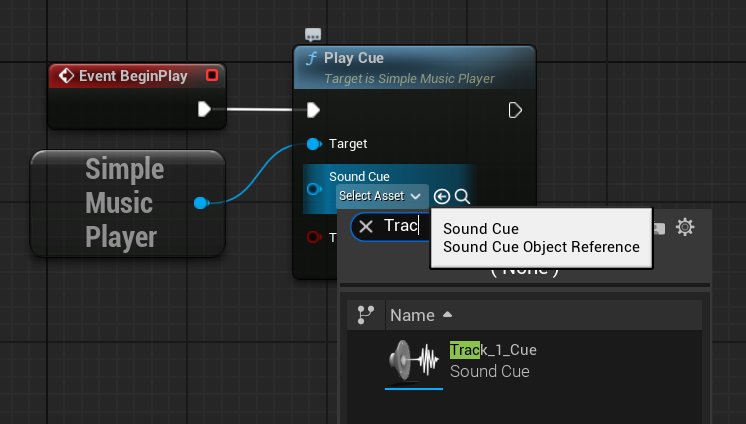 Event BeginPlay
Play Cue
Target is Simple Music Player
Target
Simple
Music
Player
Sound Cue
Select Asset
T
Trac
Sound Cue
Sound Cue Object Reference
( None )
Name
Track_1_Cue
Sound Cue